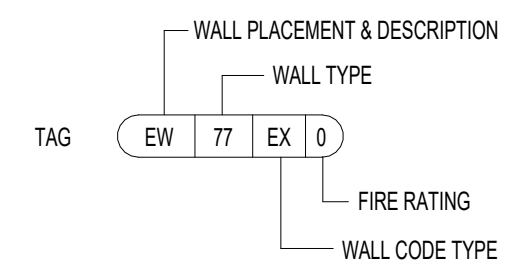 WALL PLACEMENT & DESCRIPTION
WALL TYPE
TAG EW 77 EX 0
FIRE RATING
WALL CODE TYPE